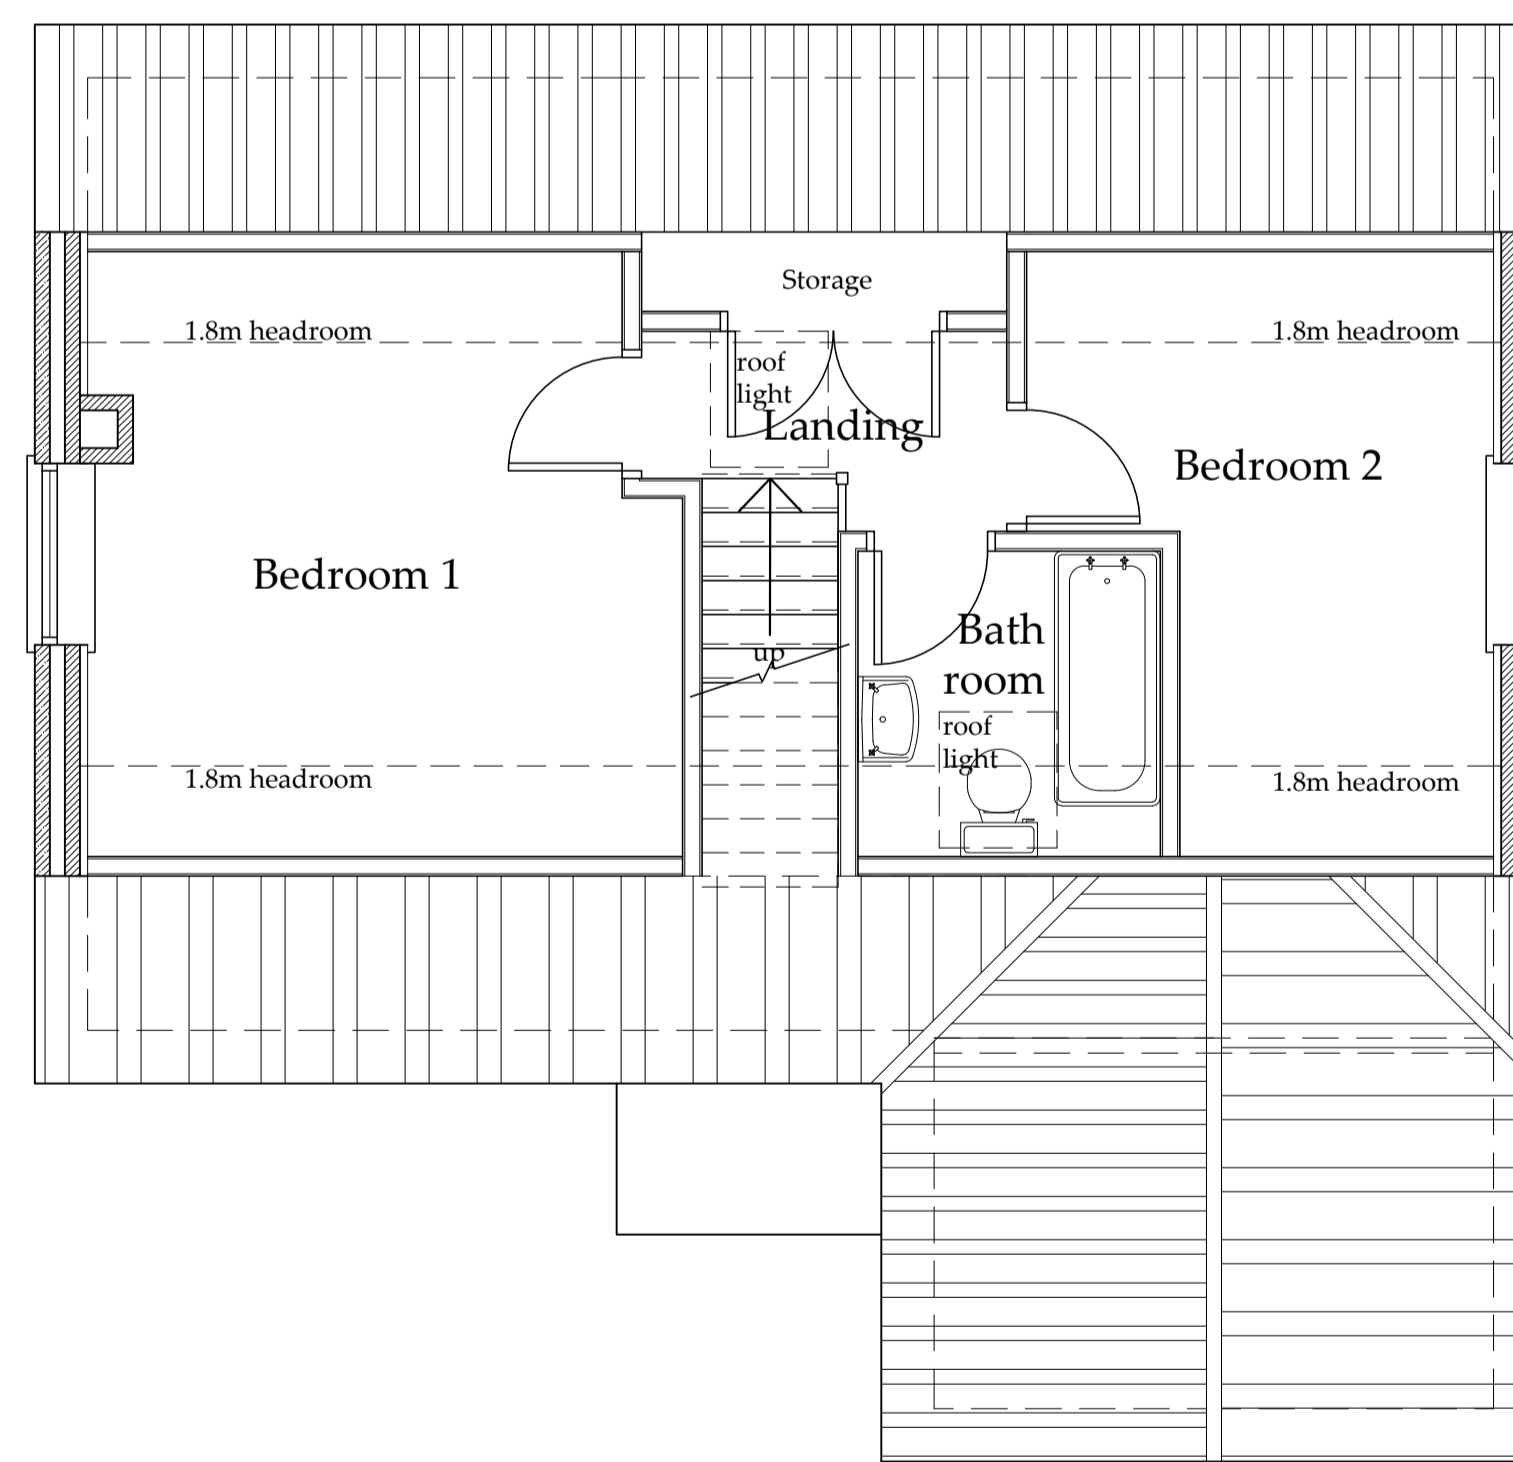 Storage
1.8m headroom
1.8m headroom
roof
light
Landing
Bedroom 2
Bedroom 1
Bath
room
up
roof
light
1.8m headroom
1.8m headroom